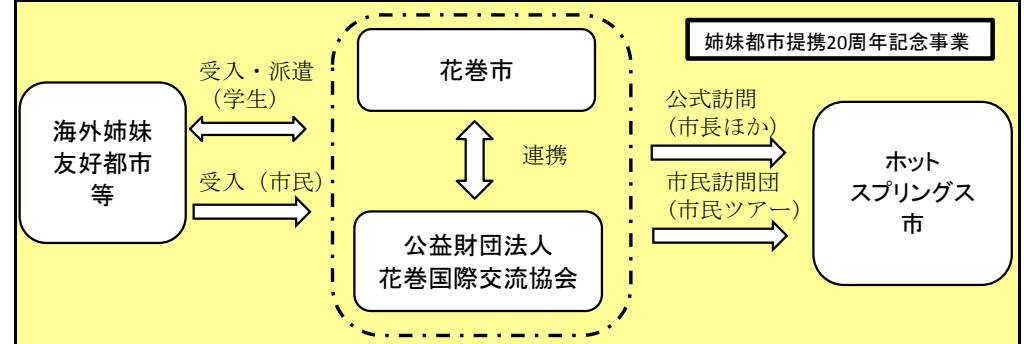 姉妹都市提携20周年記念事業
花巻市
受入・派遣
（学生）
海外姉妹
友好都市
等
受入（市民）
連携
公益財団法人
花巻国際交流協会
公式訪問
（市長ほか）
市民訪問団
（市民ツアー）
ホット
スプリングス
市